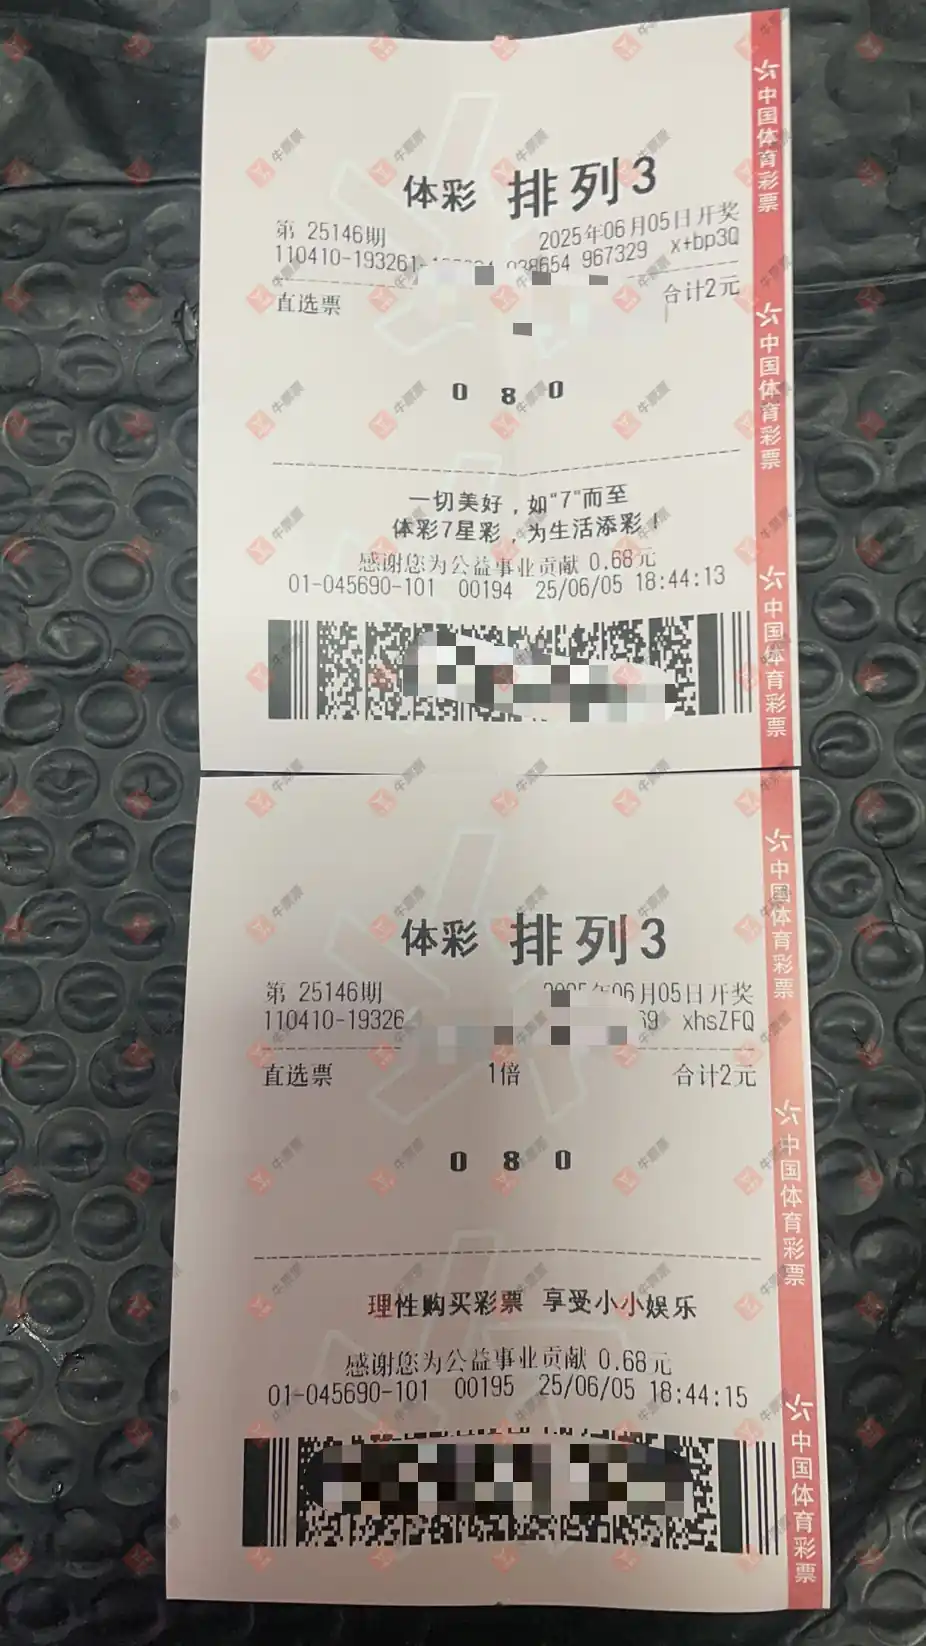 体彩 排列3
第 25146期 2025年06月05日开奖
110410-193261- 038654 967329 x+bp3Q
直选票 合计2元
0 8 0
一切美好，如“7”而至
体彩7星彩，为生活添彩！
感谢您为公益事业贡献 0.68元
01-045690-101 00194 25/06/05 18:44:13
中国体育彩票
中国体育彩票
中国体育彩票
体彩 排列3
第 25146期 2025年06月05日开奖
110410-19326 69 xhsZFQ
直选票 1倍 合计2元
0 8 0
理性购买彩票 享受小小娱乐
感谢您为公益事业贡献 0.68元
01-045690-101 00195 25/06/05 18:44:15
中国体育彩票
中国体育彩票
中国体育彩票